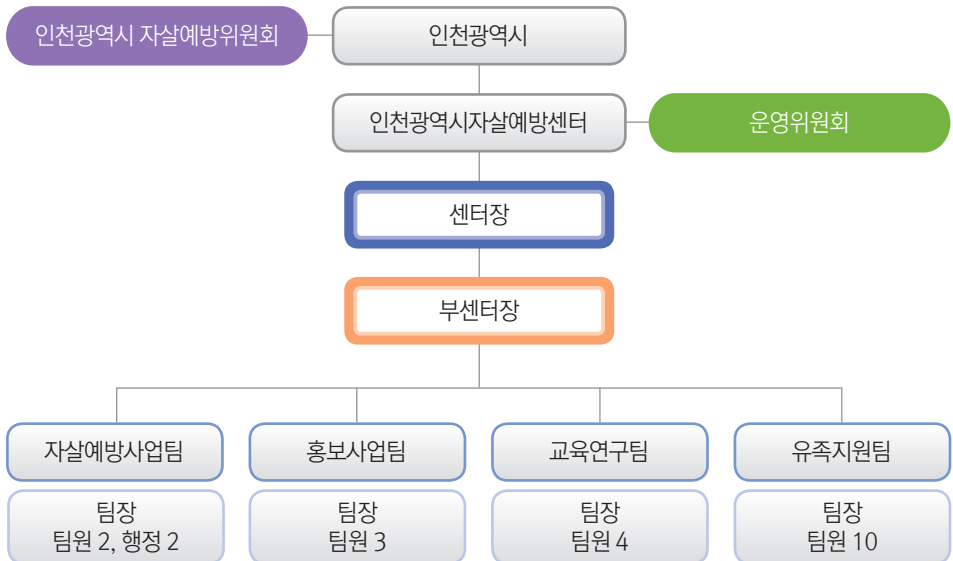 인천광역시 자살예방위원회
인천광역시
인천광역시자살예방센터
운영위원회
센터장
부센터장
자살예방사업팀
홍보사업팀
교육연구팀
유족지원팀
팀장
팀원 2, 행정 2
팀장
팀원 3
팀장
팀원 4
팀장
팀원 10